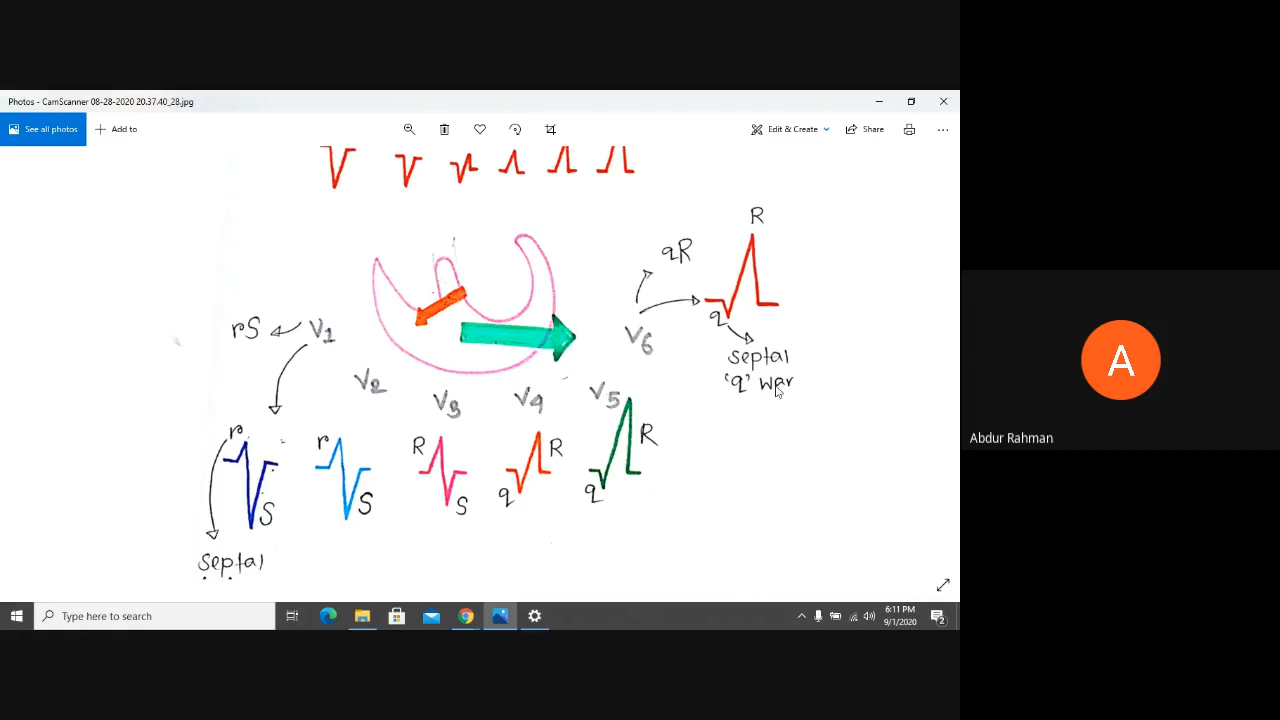 Photos - CamScanner 08-28-2020 20.37.40_28.jpg
See all photos
Add to
Edit & Create
Share
R
qR
rS
V1
V6
q
septal
'q' wav
V2
V3
V4
V5
r
r
R
R
R
S
S
S
q
q
septal
A
Abdur Rahman
Type here to search
6:11 PM
9/1/2020
2